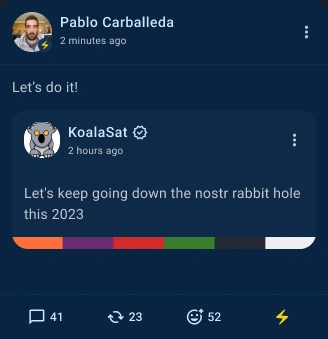 Pablo Carballeda
2 minutes ago
Let’s do it!
KoalaSat
2 hours ago
Let's keep going down the nostr rabbit hole
this 2023
41 23 52